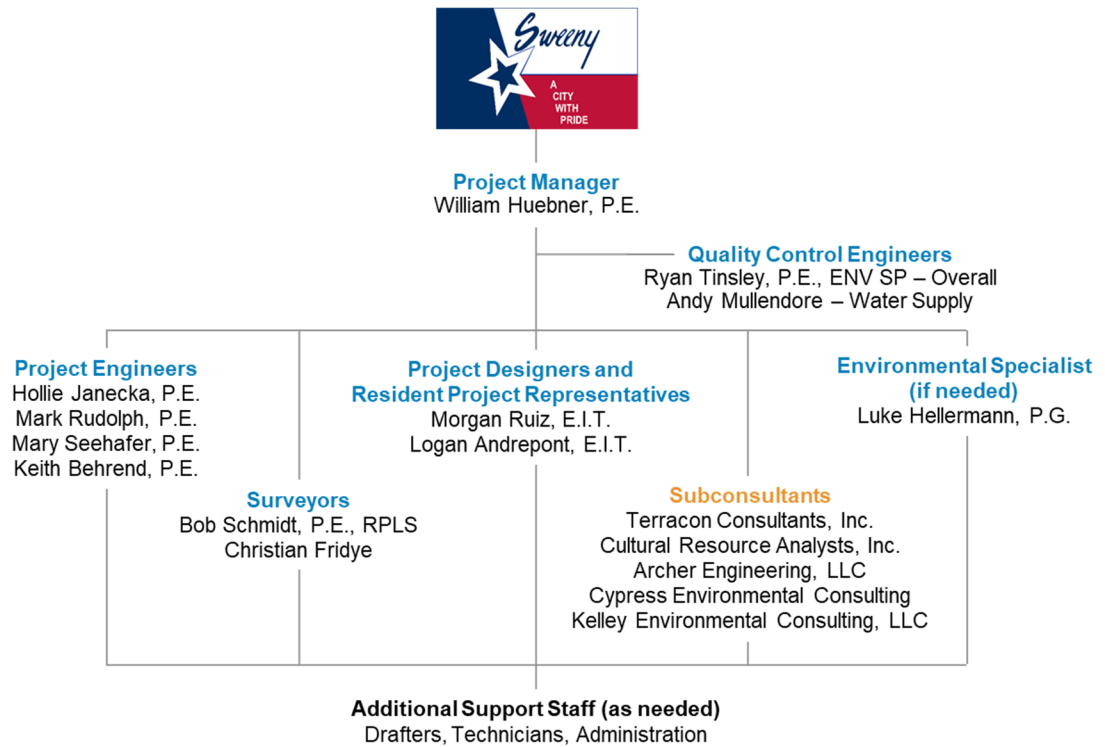 Sweeny
A
CITY
WITH
PRIDE
Project Manager
William Huebner, P.E.
Quality Control Engineers
Ryan Tinsley, P.E., ENV SP – Overall
Andy Mullendore – Water Supply
Project Engineers
Hollie Janecka, P.E.
Mark Rudolph, P.E.
Mary Seehafer, P.E.
Keith Behrend, P.E.
Surveyors
Bob Schmidt, P.E., RPLS
Christian Fridye
Project Designers and
Resident Project Representatives
Morgan Ruiz, E.I.T.
Logan Andrepont, E.I.T.
Subconsultants
Terracon Consultants, Inc.
Cultural Resource Analysts, Inc.
Archer Engineering, LLC
Cypress Environmental Consulting
Kelley Environmental Consulting, LLC
Environmental Specialist
(if needed)
Luke Hellermann, P.G.
Additional Support Staff (as needed)
Drafters, Technicians, Administration